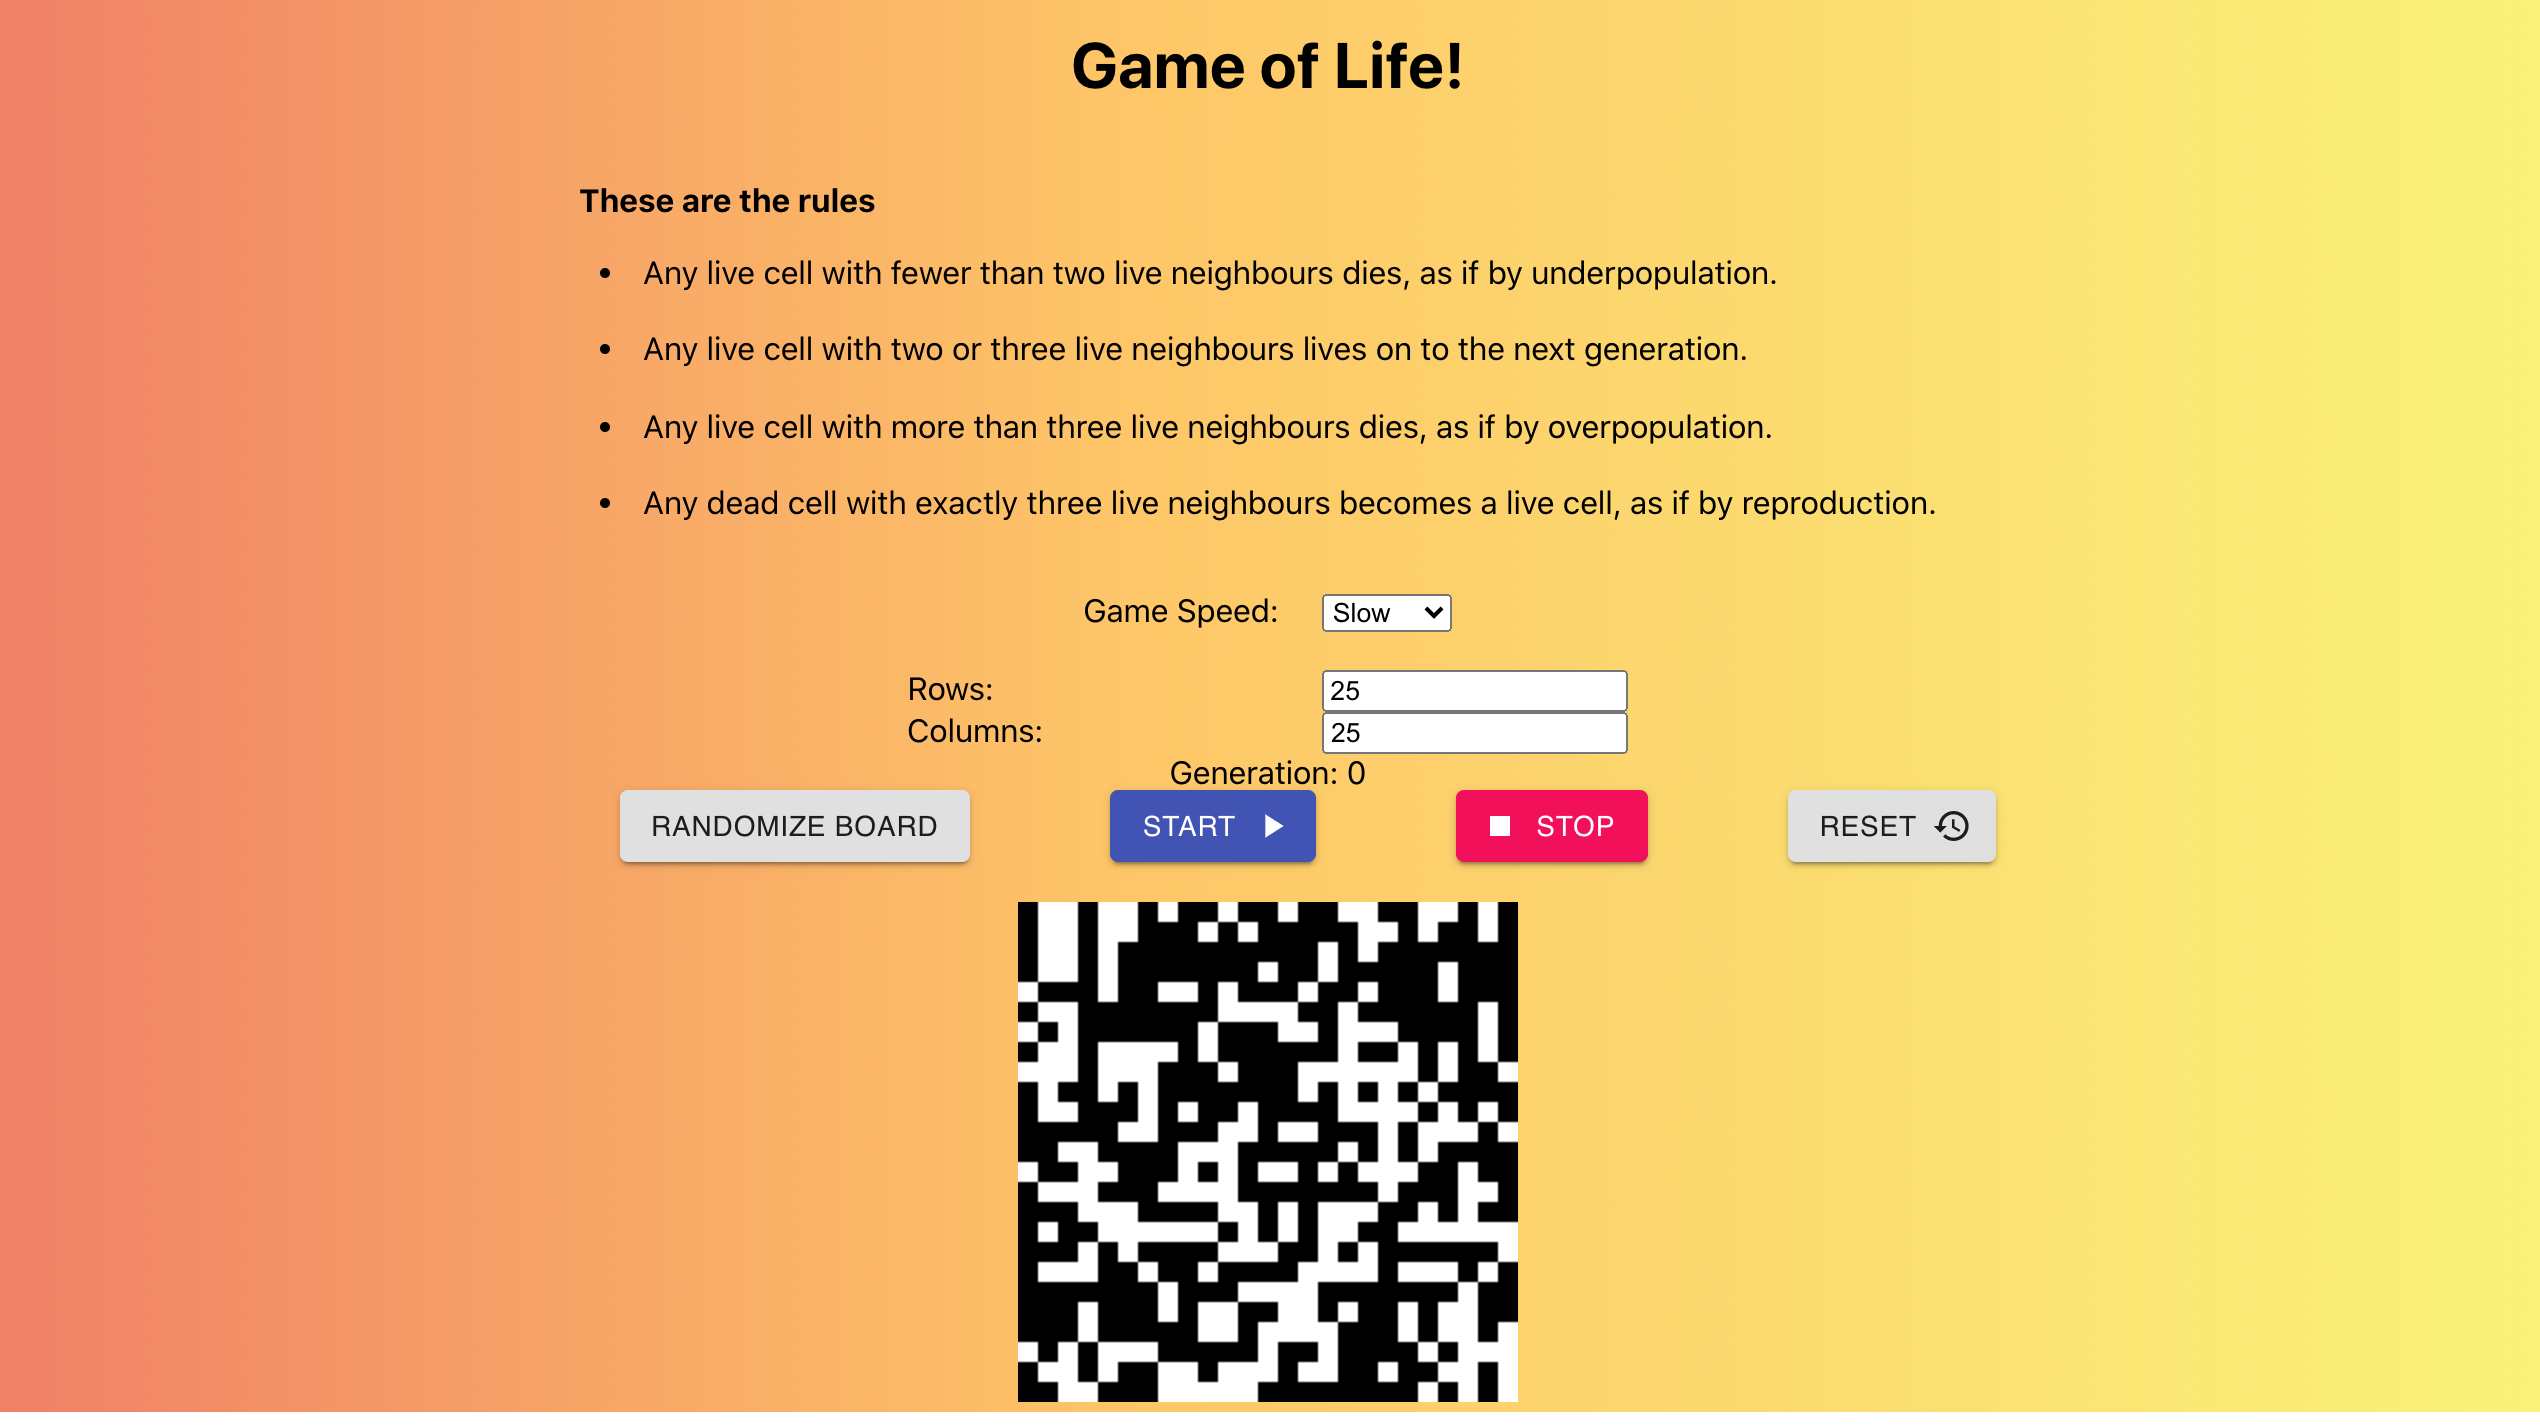 Game of Life!
These are the rules
Any live cell with fewer than two live neighbours dies, as if by underpopulation.
Any live cell with two or three live neighbours lives on to the next generation.
Any live cell with more than three live neighbours dies, as if by overpopulation.
Any dead cell with exactly three live neighbours becomes a live cell, as if by reproduction.
Game Speed: Slow
Rows: 25
Columns: 25
Generation: 0
RANDOMIZE BOARD START STOP RESET